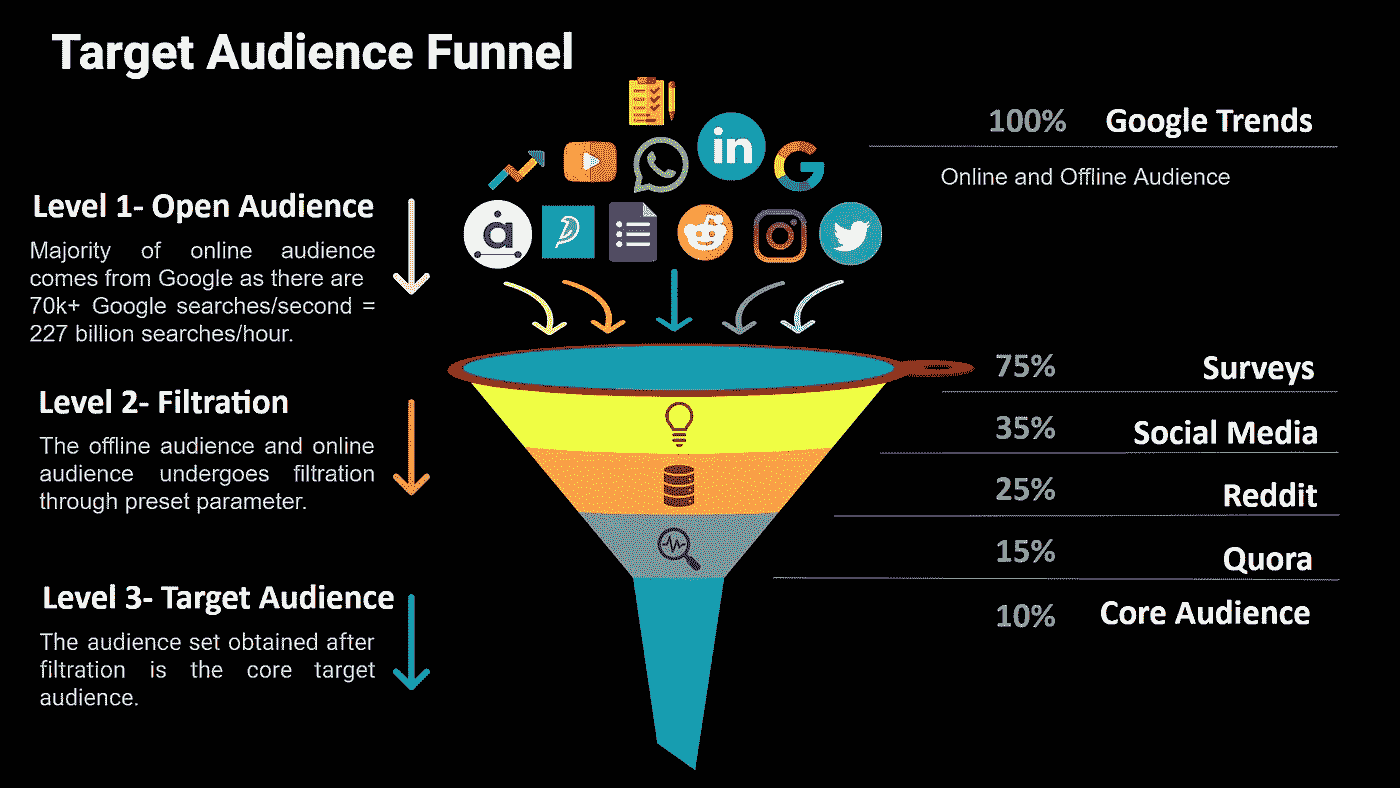 Target Audience Funnel
100% Google Trends
Online and Offline Audience
in
Level 1- Open Audience
Majority of online audience
comes from Google as there are
70k+ Google searches/second =
227 billion searches/hour.
Level 2- Filtration
The offline audience and online
audience undergoes filtration
through preset parameter.
Level 3- Target Audience
The audience set obtained after
filtration is the core target
audience.
75% Surveys
35% Social Media
25% Reddit
15% Quora
10% Core Audience